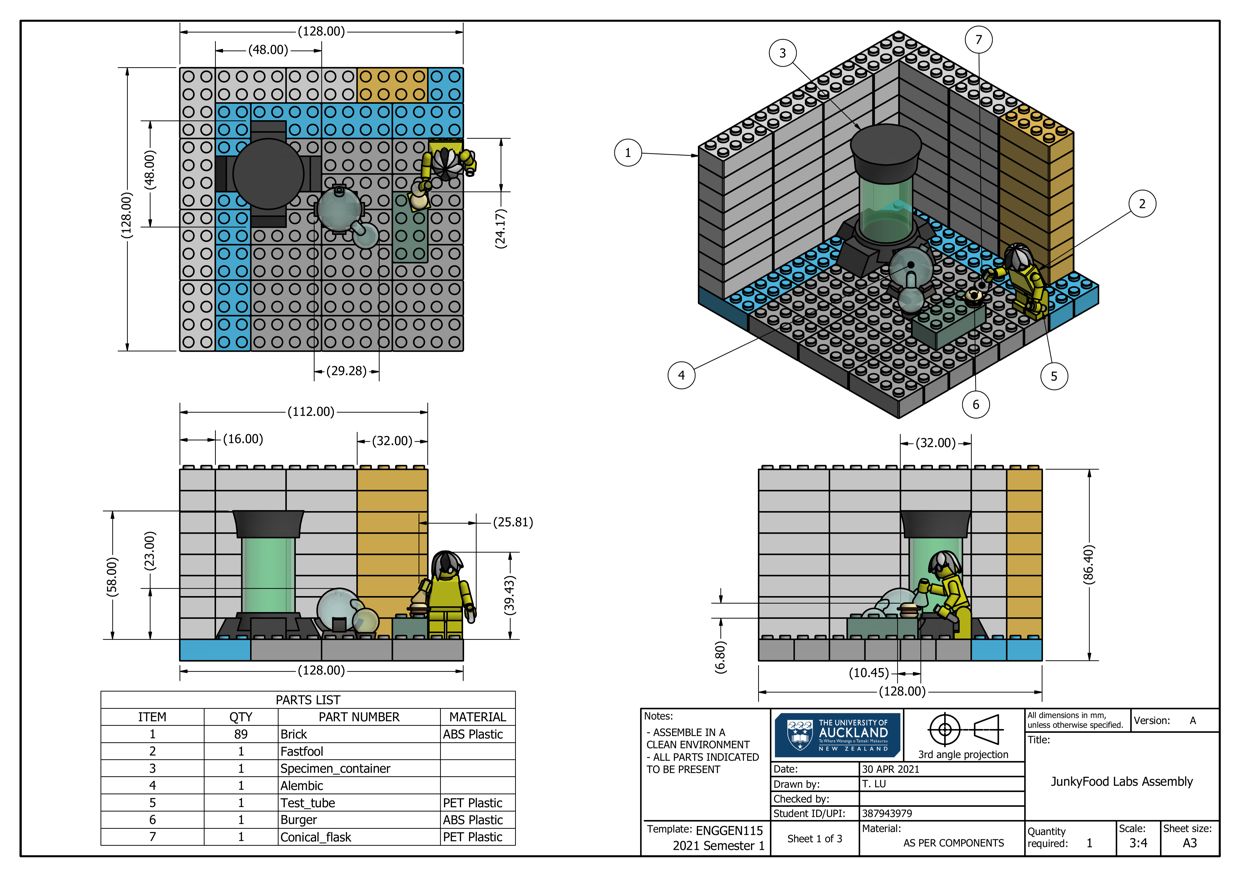 (128.00)
(48.00)
(48.00)
(128.00)
(24.17)
(29.28)
3
7
1
2
4
5
6
(112.00)
(16.00)
(32.00)
(25.81)
(58.00)
(23.00)
(39.43)
(128.00)
(32.00)
(86.40)
(6.80)
(10.45)
(128.00)
PARTS LIST
ITEM QTY PART NUMBER MATERIAL
1 89 Brick ABS Plastic
2 1 Fastfool
3 1 Specimen_container
4 1 Alembic
5 1 Test_tube PET Plastic
6 1 Burger ABS Plastic
7 1 Conical_flask PET Plastic
Notes:
- ASSEMBLE IN A
CLEAN ENVIRONMENT
- ALL PARTS INDICATED
TO BE PRESENT
Template: ENGGEN115
2021 Semester 1
THE UNIVERSITY OF
AUCKLAND
Te Whare Wānanga o Tāmaki Makaurau
NEW ZEALAND
3rd angle projection
Date: 30 APR 2021
Drawn by: T. LU
Checked by:
Student ID/UPI: 387943979
Sheet 1 of 3
Material:
AS PER COMPONENTS
All dimensions in mm,
unless otherwise specified.
Version: A
Title:
JunkyFood Labs Assembly
Quantity
required: 1
Scale:
3:4
Sheet size:
A3